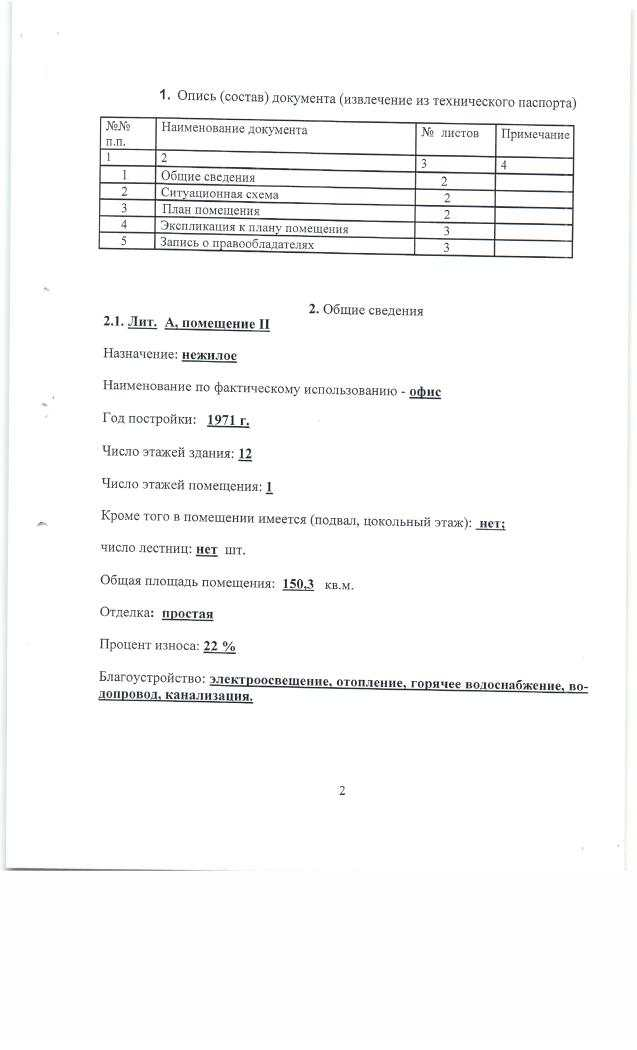 1. Опись (состав) документа (извлечение из технического паспорта)
№№ п.п. Наименование документа № листов Примечание
1 2 3 4
1 Общие сведения 2
2 Ситуационная схема 2
3 План помещения 2
4 Экспликация к плану помещения 3
5 Запись о правообладателях 3
2. Общие сведения
2.1. Лит. А, помещение II
Назначение: нежилое
Наименование по фактическому использованию - офис
Год постройки: 1971 г.
Число этажей здания: 12
Число этажей помещения: 1
Кроме того в помещении имеется (подвал, цокольный этаж): нет;
число лестниц: нет шт.
Общая площадь помещения: 150,3 кв.м.
Отделка: простая
Процент износа: 22 %
Благоустройство: электроосвещение, отопление, горячее водоснабжение, во-
допровод, канализация.
2